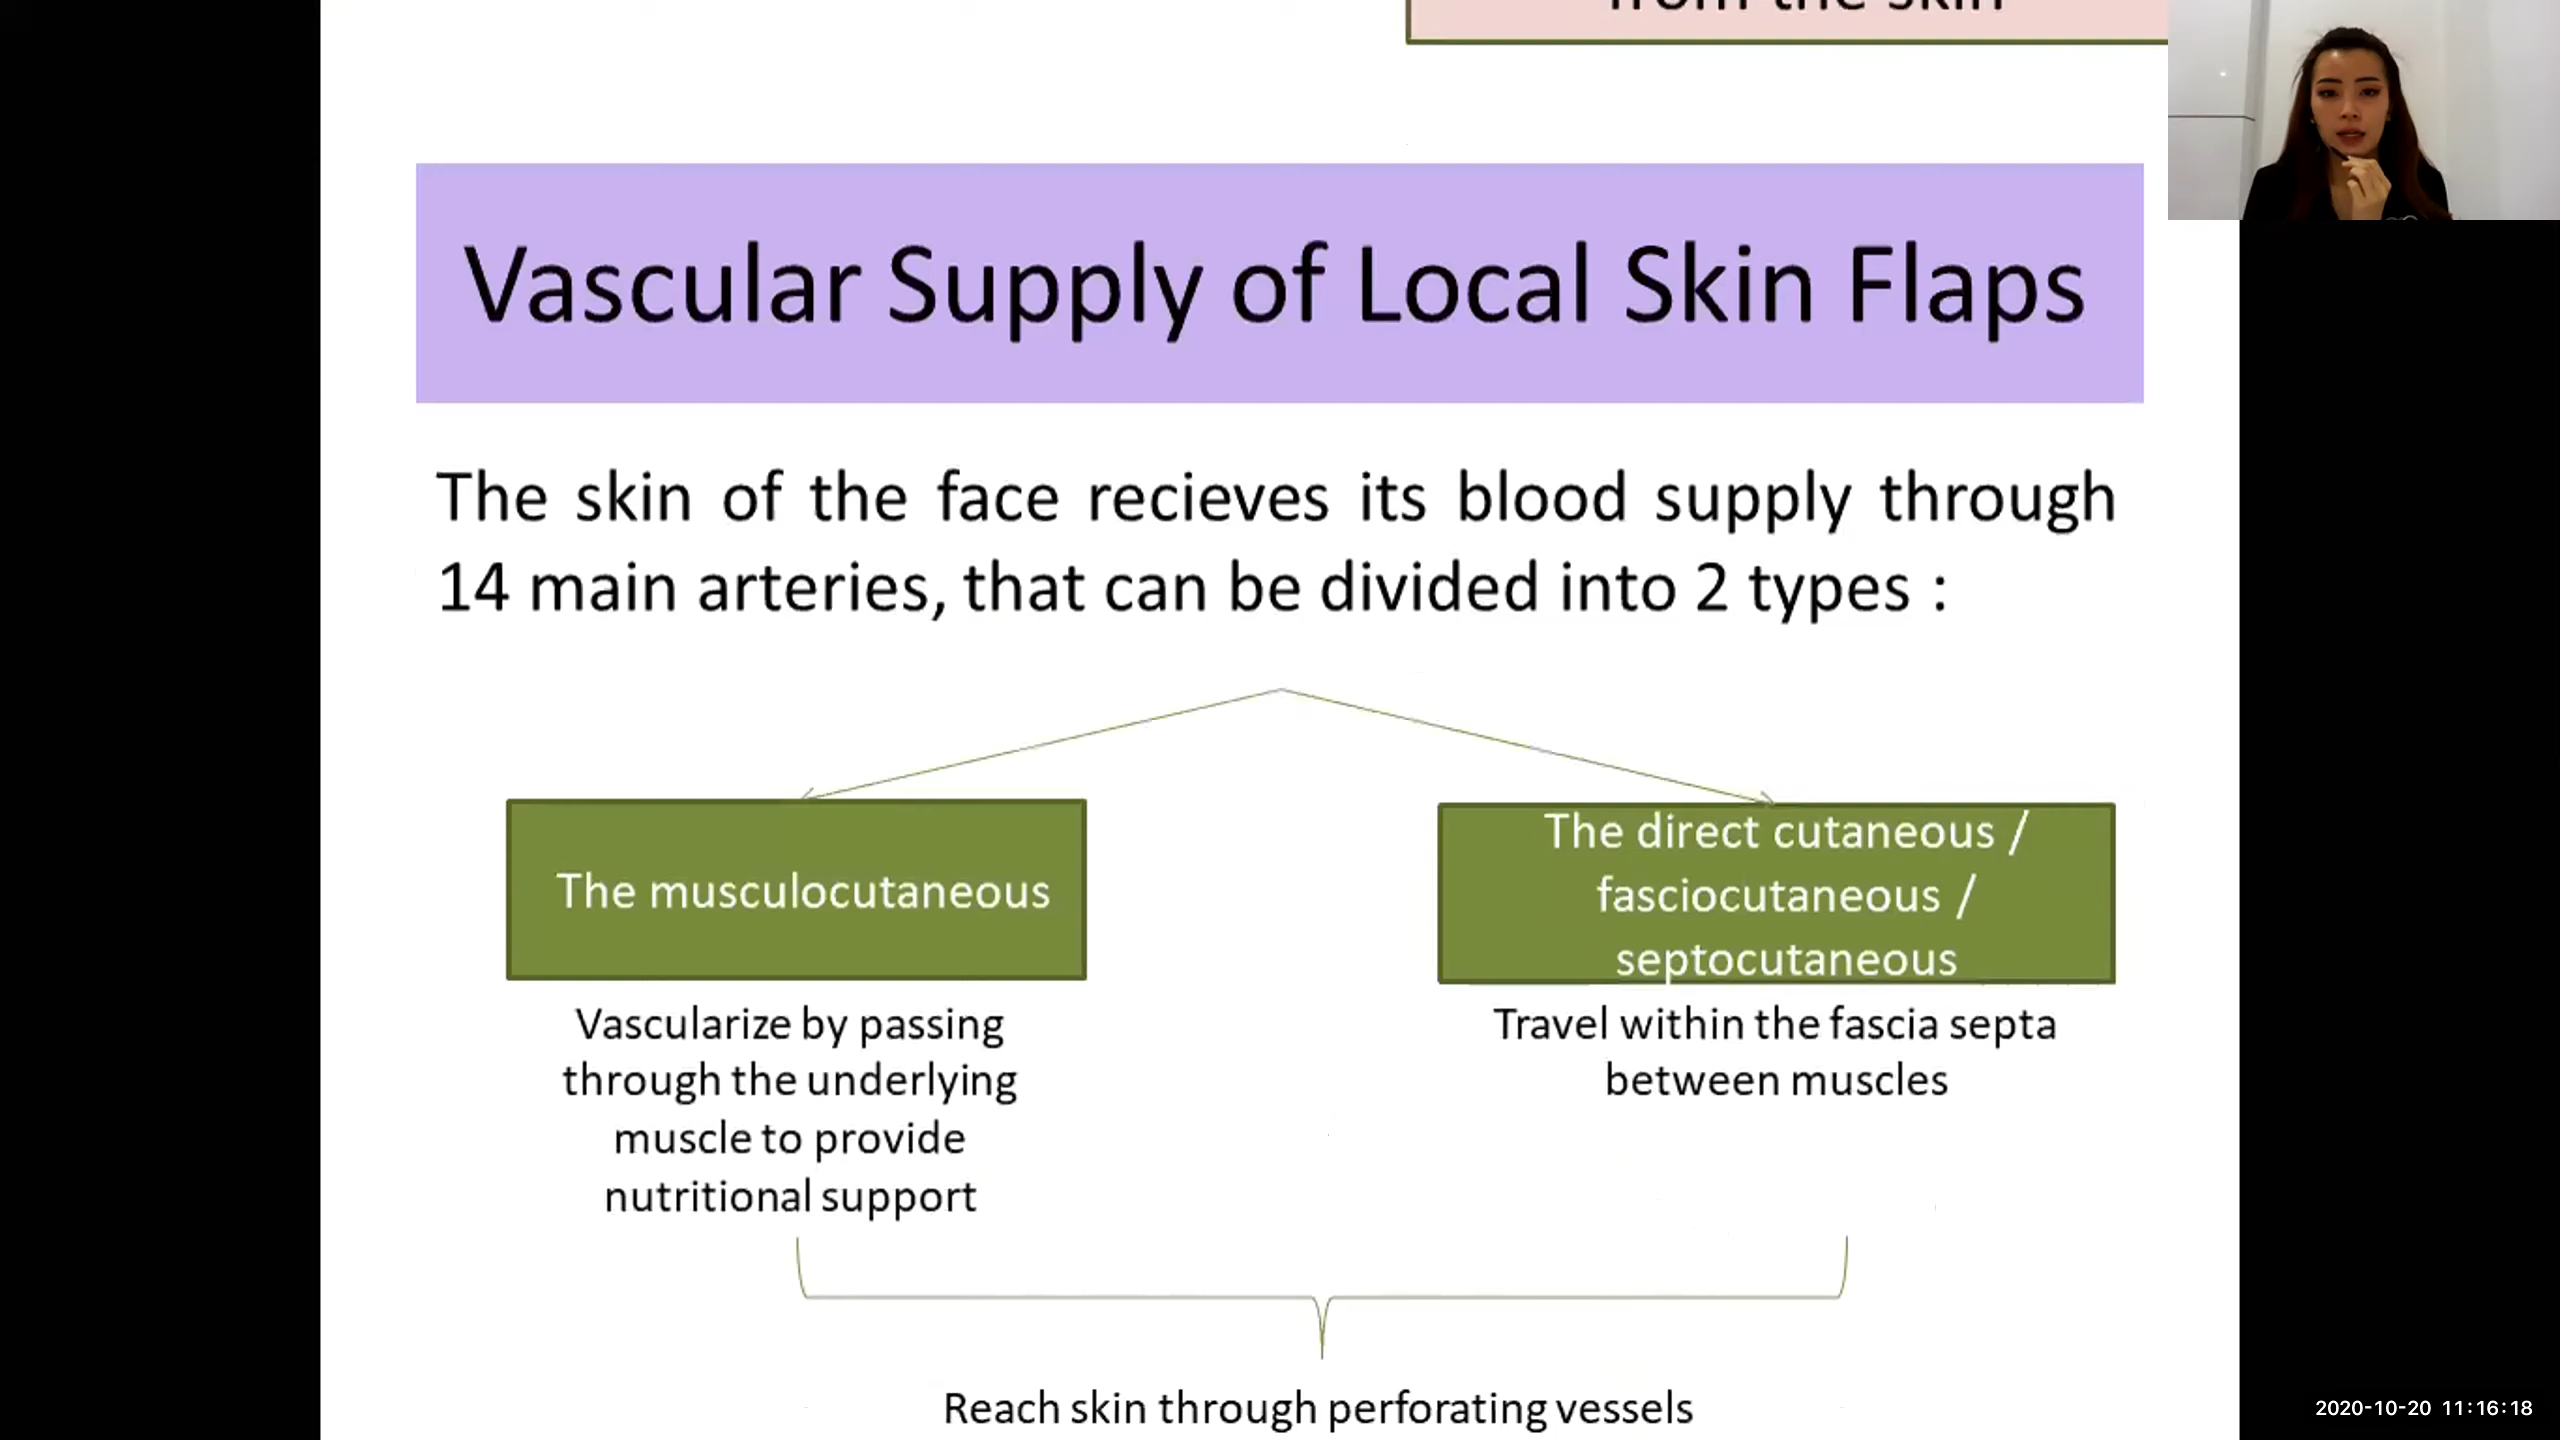 from the skin
Vascular Supply of Local Skin Flaps
The skin of the face recieves its blood supply through
14 main arteries, that can be divided into 2 types :
The musculocutaneous
Vascularize by passing
through the underlying
muscle to provide
nutritional support
The direct cutaneous /
fasciocutaneous /
septocutaneous
Travel within the fascia septa
between muscles
Reach skin through perforating vessels
2020-10-20 11:16:18